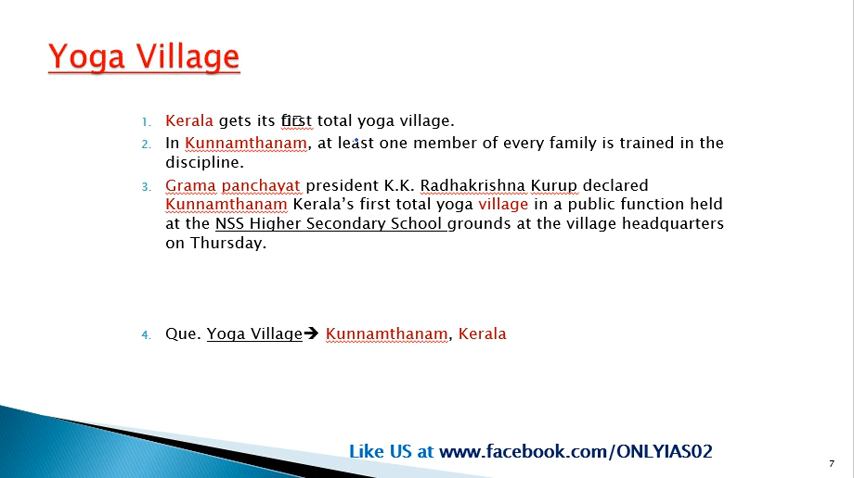 Yoga Village
1. Kerala gets its first total yoga village.
2. In Kunnamthanam, at least one member of every family is trained in the
discipline.
3. Grama panchayat president K.K. Radhakrishna Kurup declared
Kunnamthanam Kerala's first total yoga village in a public function held
at the NSS Higher Secondary School grounds at the village headquarters
on Thursday.
4. Que. Yoga Village➔ Kunnamthanam, Kerala
Like US at www.facebook.com/ONLYIAS02
7